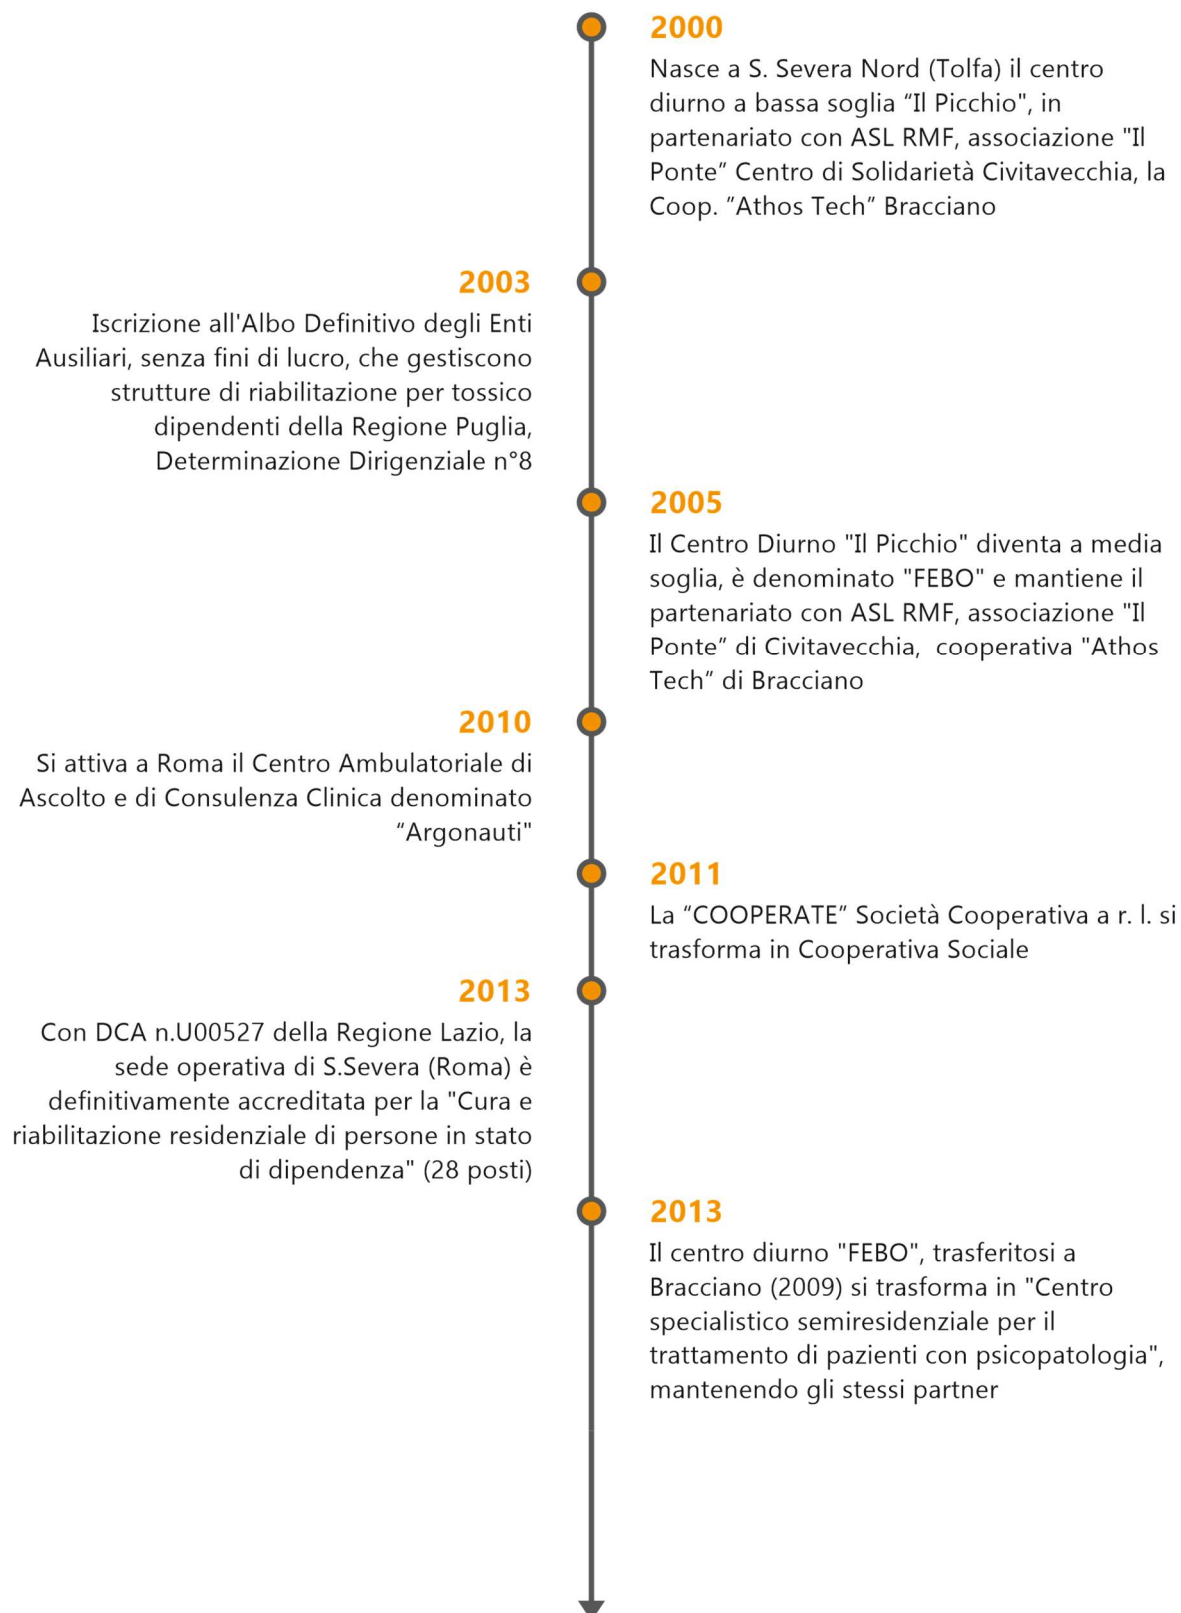 2000
Nasce a S. Severa Nord (Tolfa) il centro
diurno a bassa soglia “Il Picchio", in
partenariato con ASL RMF, associazione "Il
Ponte” Centro di Solidarietà Civitavecchia, la
Coop. ”Athos Tech” Bracciano
2003
Iscrizione all'Albo Definitivo degli Enti
Ausiliari, senza fini di lucro, che gestiscono
strutture di riabilitazione per tossico
dipendenti della Regione Puglia,
Determinazione Dirigenziale n°8
2005
Il Centro Diurno "Il Picchio" diventa a media
soglia, è denominato "FEBO" e mantiene il
partenariato con ASL RMF, associazione "Il
Ponte” di Civitavecchia,  cooperativa "Athos
Tech” di Bracciano
2010
Si attiva a Roma il Centro Ambulatoriale di
Ascolto e di Consulenza Clinica denominato
“Argonauti"
2011
La “COOPERATE” Società Cooperativa a r. l. si
trasforma in Cooperativa Sociale
2013
Con DCA n.U00527 della Regione Lazio, la
sede operativa di S.Severa (Roma) è
definitivamente accreditata per la "Cura e
riabilitazione residenziale di persone in stato
di dipendenza" (28 posti)
2013
Il centro diurno "FEBO", trasferitosi a
Bracciano (2009) si trasforma in "Centro
specialistico semiresidenziale per il
trattamento di pazienti con psicopatologia",
mantenendo gli stessi partner